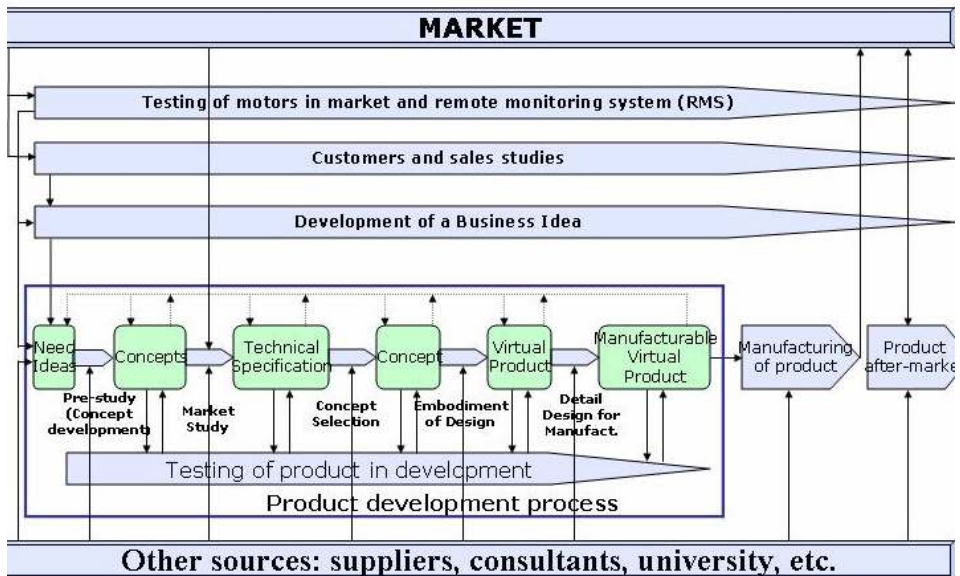 MARKET
Testing of motors in market and remote monitoring system (RMS)
Customers and sales studies
Development of a Business Idea
Need
Ideas
Concepts
Technical
Specification
Concept
Virtual
Product
Manufacturable
Virtual
Product
Manufacturing
of product
Product
after-market
Pre-study
(Concept
development)
Market
Study
Concept
Selection
Embodiment
of Design
Detail
Design for
Manufact.
Testing of product in development
Product development process
Other sources: suppliers, consultants, university, etc.